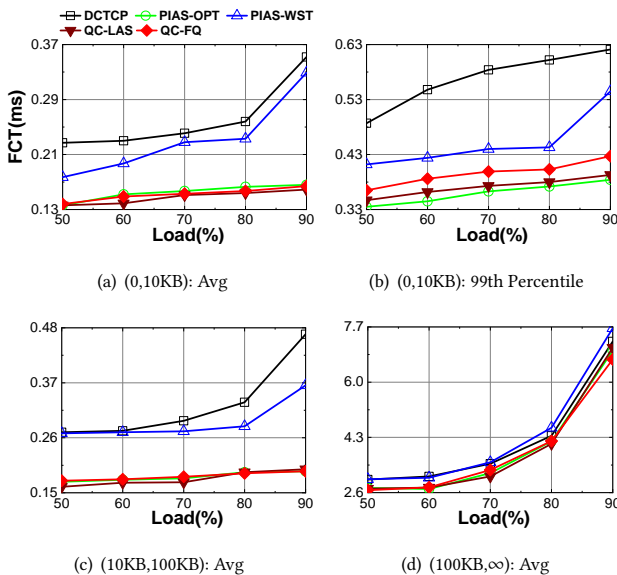 DCTCP PIAS-OPT PIAS-WST
QC-LAS QC-FQ
0.37
0.29
0.21
0.13
FCT(ms)
50 60 70 80 90
Load(%)
(a) (0,10KB): Avg
0.63
0.53
0.43
0.33
50 60 70 80 90
Load(%)
(b) (0,10KB): 99th Percentile
0.48
0.37
0.26
0.15
50 60 70 80 90
Load(%)
(c) (10KB,100KB): Avg
7.7
6.0
4.3
2.6
50 60 70 80 90
Load(%)
(d) (100KB,∞): Avg